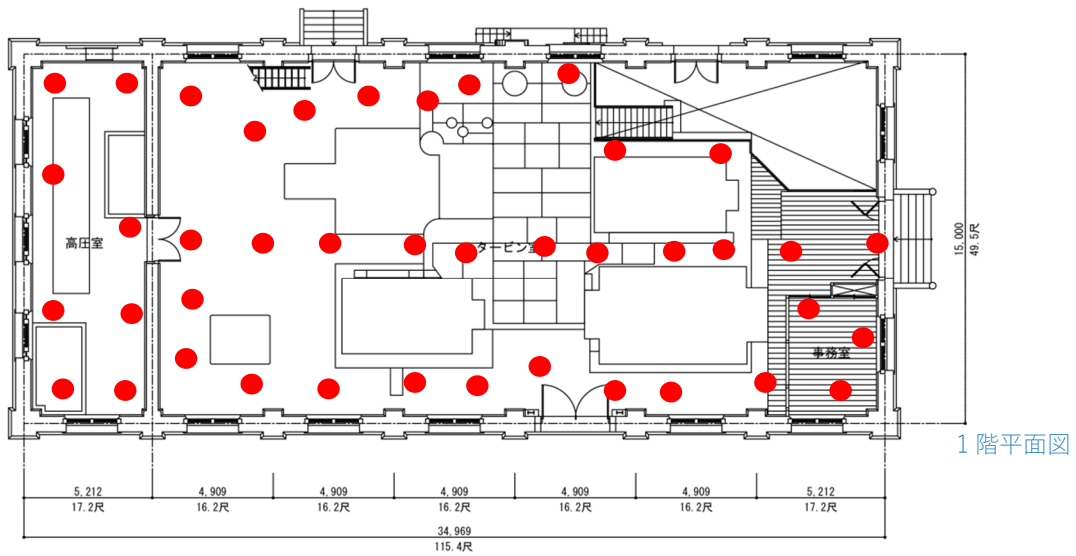 高圧室
タービン室
事務室
15,000
49.5尺
1階平面図
5,212 4,909 4,909 4,909 4,909 4,909 5,212
17.2尺 16.2尺 16.2尺 16.2尺 16.2尺 16.2尺 17.2尺
34,969
115.4尺